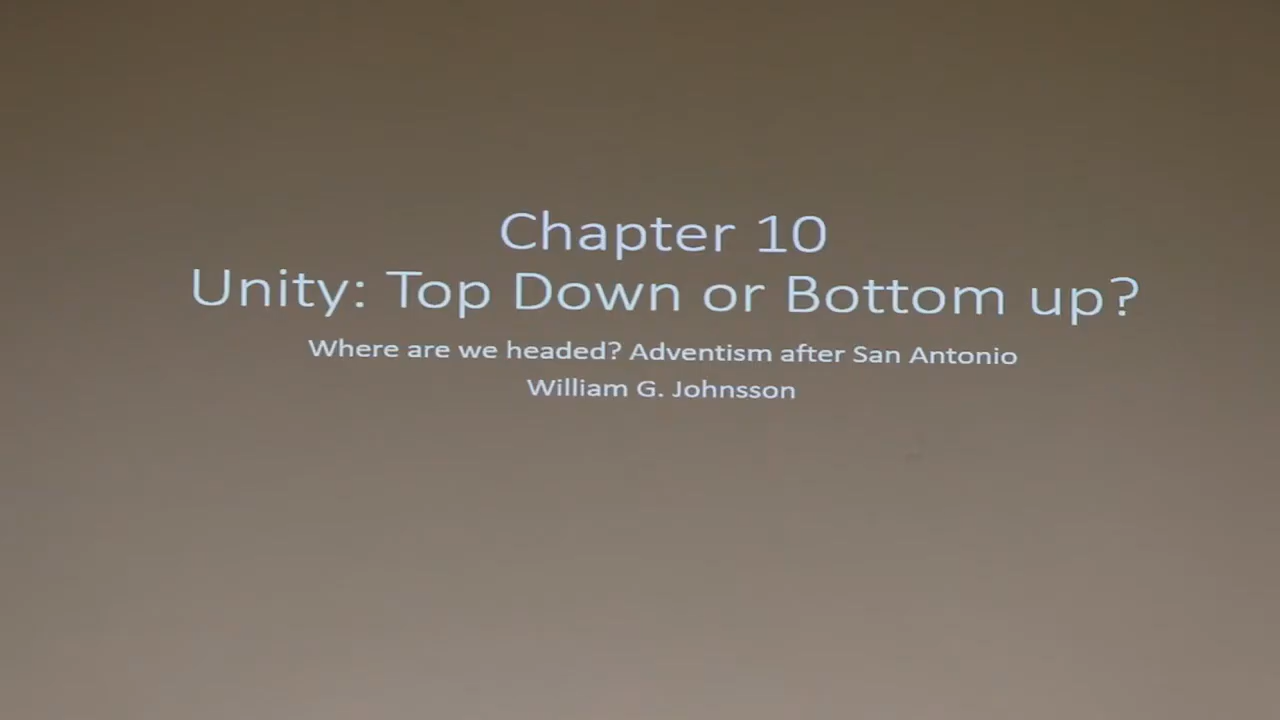 Chapter 10
Unity: Top Down or Bottom up?
Where are we headed? Adventism after San Antonio
William G. Johnsson